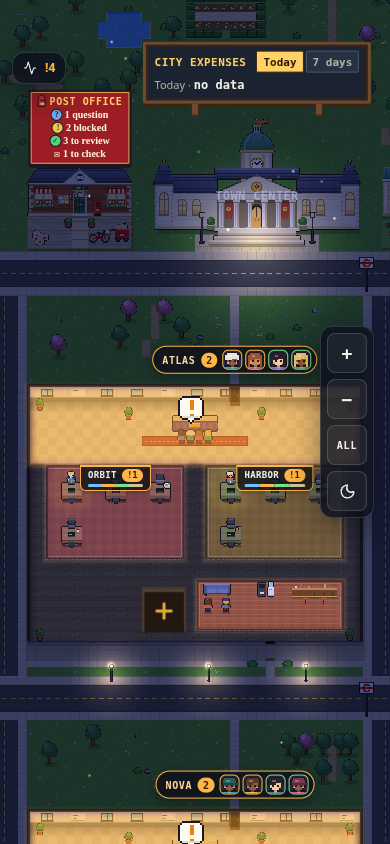 CITY EXPENSES Today 7 days
Today · no data
!4
POST OFFICE
? 1 question
! 2 blocked
✓ 3 to review
✉ 1 to check
TOWN CENTER
ATLAS 2
+
−
ALL
!
ORBIT !1
HARBOR !1
+
NOVA 2
!